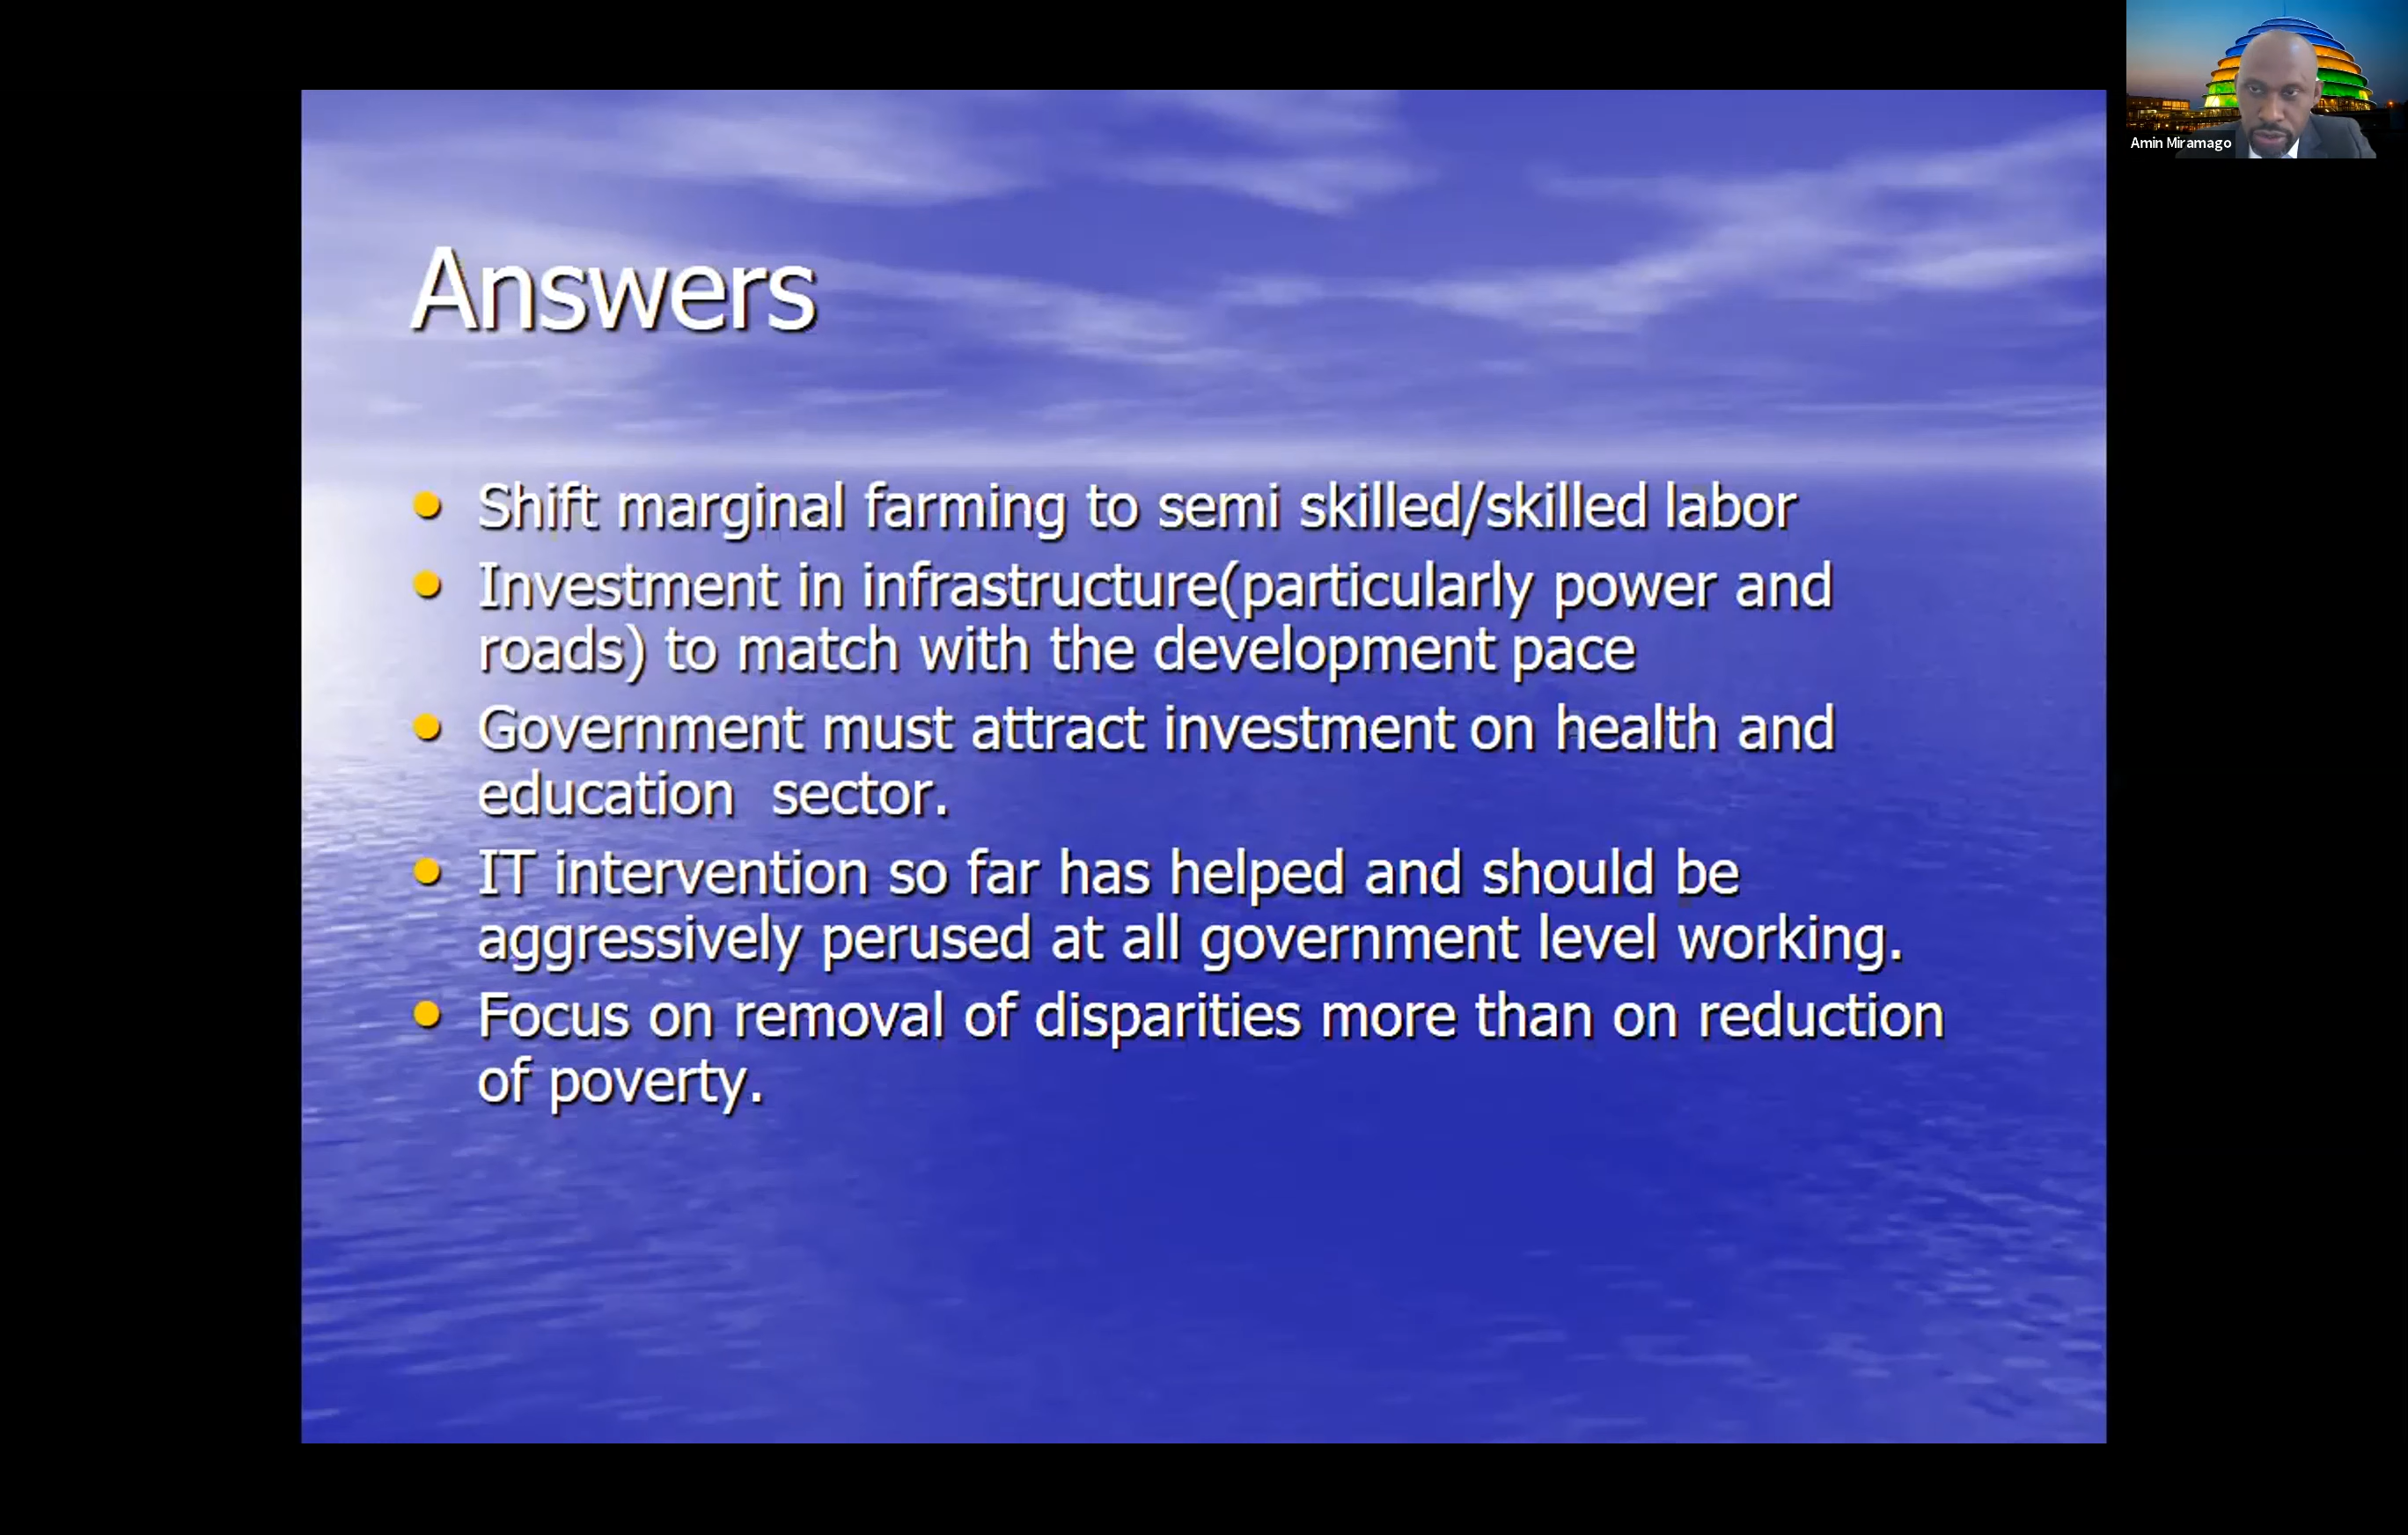 Amin Miramago
Answers
Shift marginal farming to semi skilled/skilled labor
Investment in infrastructure(particularly power and
roads) to match with the development pace
Government must attract investment on health and
education  sector.
IT intervention so far has helped and should be
aggressively perused at all government level working.
Focus on removal of disparities more than on reduction
of poverty.